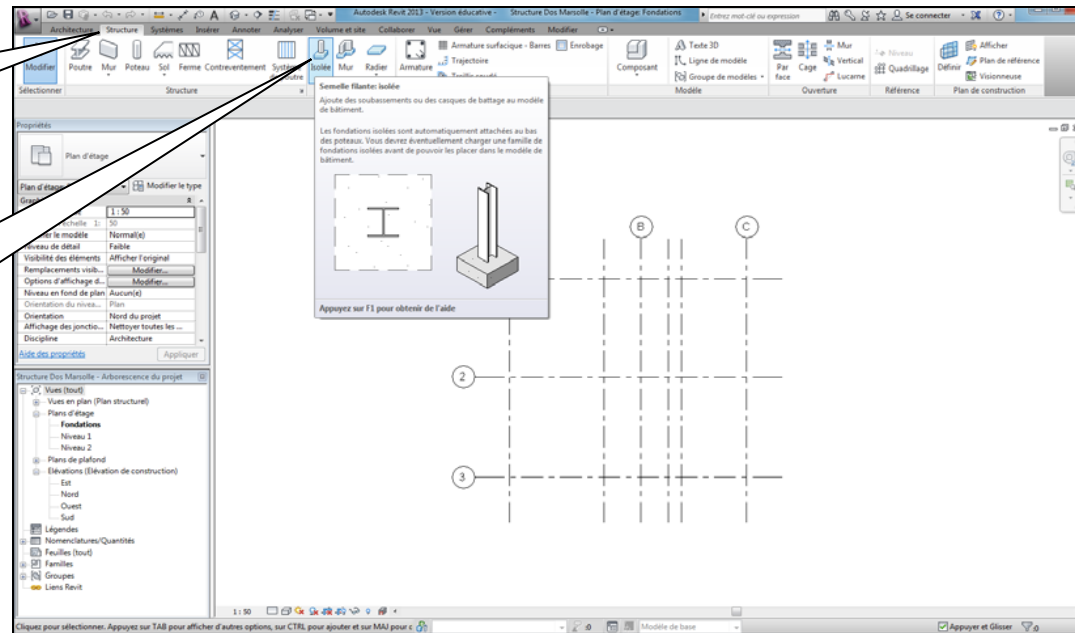 Autodesk Revit 2013 - Version éducative - Structure Dos Marsolle - Plan d'étage: Fondations
Entrez mot-clé ou expression
Se connecter
Architecture Structure Systèmes Insérer Annoter Analyser Volume et site Collaborer Vue Gérer Compléments Modifier
Modifier
Poutre Mur Poteau Sol Ferme Contreventement
Isolée Mur Radier Armature
Armature surfacique - Barres Enrobage
Trajectoire
Composant
Texte 3D
Ligne de modèle
Groupe de modèles
Par face
Cage
Mur
Vertical
Lucarne
Niveau
Quadrillage
Définir
Afficher
Plan de référence
Visionneuse
Sélectionner Structure Modèle Ouverture Référence Plan de construction
Semelle filante: isolée
Ajoute des soubassements ou des casques de battage au modèle
de bâtiment.
Les fondations isolées sont automatiquement attachées au bas
des poteaux. Vous devrez éventuellement charger une famille de
fondations isolées avant de pouvoir les placer dans le modèle de
bâtiment.
Appuyez sur F1 pour obtenir de l'aide
Propriétés
Plan d'étage
Plan d'étage
Modifier le type
1 : 50
1: 50
le modèle Normal(e)
Niveau de détail Faible
Visibilité des éléments Afficher l'original
Remplacements visib... Modifier...
Options d'affichage d... Modifier...
Niveau en fond de plan Aucun(e)
Orientation du nivea... Plan
Orientation Nord du projet
Affichage des jonctio... Nettoyer toutes les ...
Discipline Architecture
Aide des propriétés Appliquer
Structure Dos Marsolle - Arborescence du projet
Vues (tout)
Vues en plan (Plan structurel)
Plans d'étage
Fondations
Niveau 1
Niveau 2
Plans de plafond
Elévations (Elévation de construction)
Est
Nord
Ouest
Sud
Légendes
Nomenclatures/Quantités
Feuilles (tout)
Familles
Groupes
Liens Revit
B
C
2
3
1 : 50
Cliquez pour sélectionner. Appuyez sur TAB pour afficher d'autres options, sur CTRL pour ajouter et sur MAJ pour c
:0
Modèle de base
Appuyer et Glisser
:0